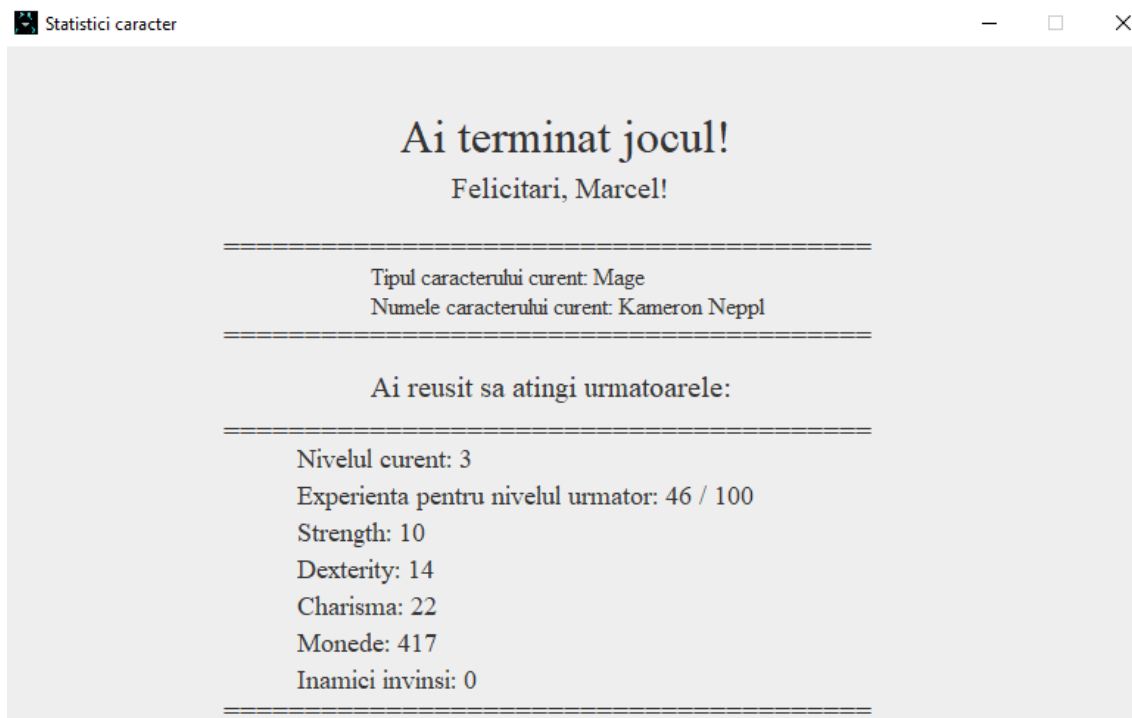 Statistici caracter
Ai terminat jocul!
Felicitari, Marcel!
========================================
Tipul caracterului curent: Mage
Numele caracterului curent: Kameron Neppl
========================================
Ai reusit sa atingi urmatoarele:
========================================
Nivelul curent: 3
Experienta pentru nivelul urmator: 46 / 100
Strength: 10
Dexterity: 14
Charisma: 22
Monede: 417
Inamici invinsi: 0
========================================